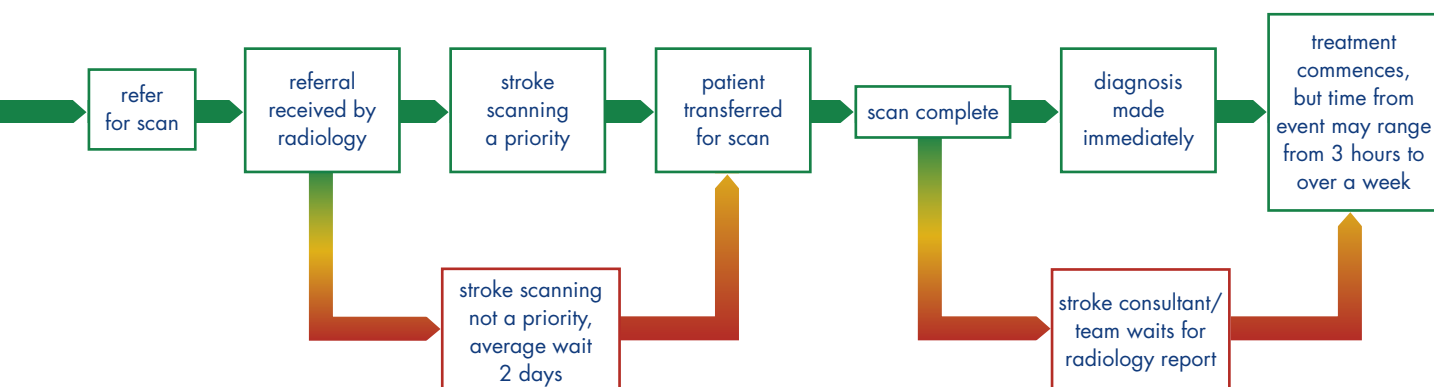 refer
for scan
referral
received by
radiology
stroke
scanning
a priority
patient
transferred
for scan
scan complete
diagnosis
made
immediately
treatment
commences,
but time from
event may range
from 3 hours to
over a week
stroke scanning
not a priority,
average wait
2 days
stroke consultant/
team waits for
radiology report